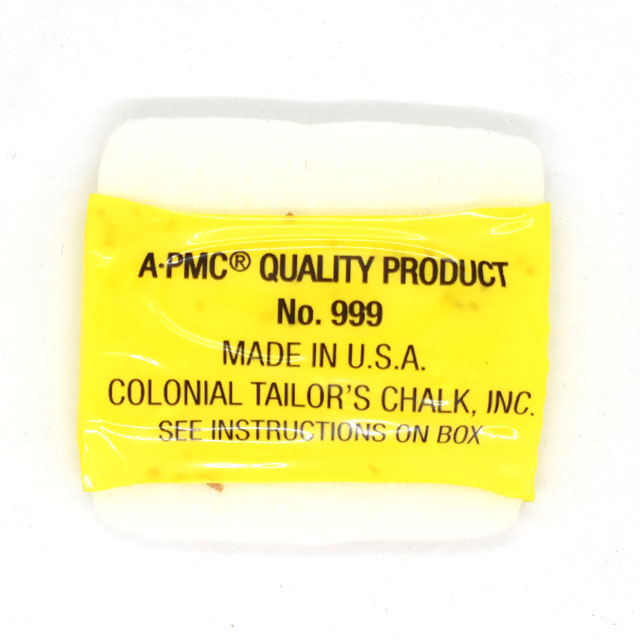 A·PMC® QUALITY PRODUCT
No. 999
MADE IN U.S.A.
COLONIAL TAILOR'S CHALK, INC.
SEE INSTRUCTIONS ON BOX